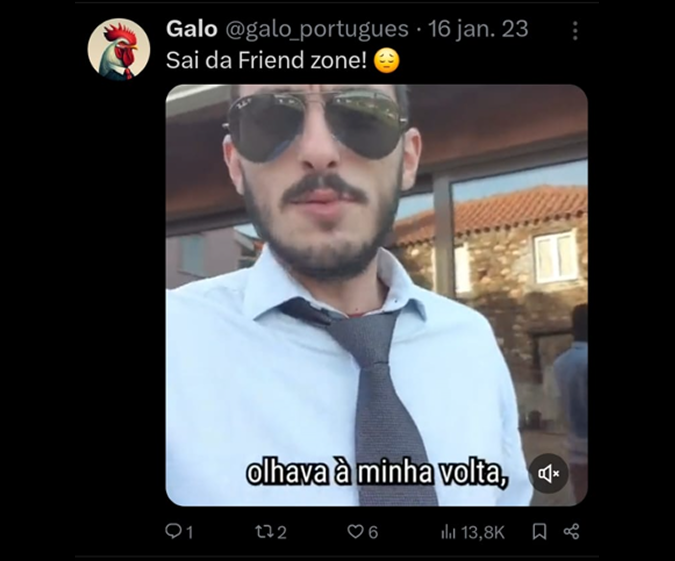 Galo @galo_portugues · 16 jan. 23
Sai da Friend zone! 😔
olhava à minha volta,
1 2 6 13,8K